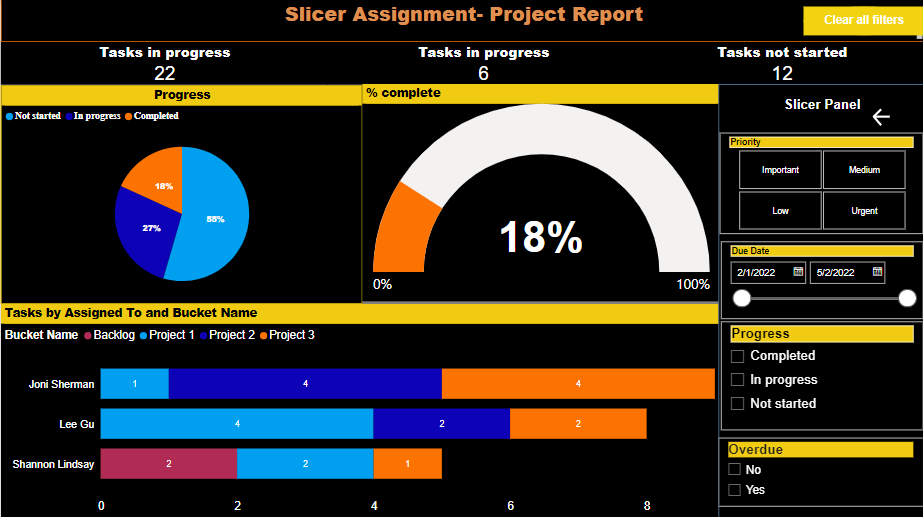 Slicer Assignment- Project Report
Clear all filters
Tasks in progress
22
Tasks in progress
6
Tasks not started
12
Progress
Not started In progress Completed
18%
55%
27%
% complete
18%
0%
100%
Slicer Panel
Priority
Important
Medium
Low
Urgent
Due Date
2/1/2022
5/2/2022
Progress
Completed
In progress
Not started
Overdue
No
Yes
Tasks by Assigned To and Bucket Name
Bucket Name Backlog Project 1 Project 2 Project 3
Joni Sherman 1 4 4
Lee Gu 4 2 2
Shannon Lindsay 2 2 1
0 2 4 6 8